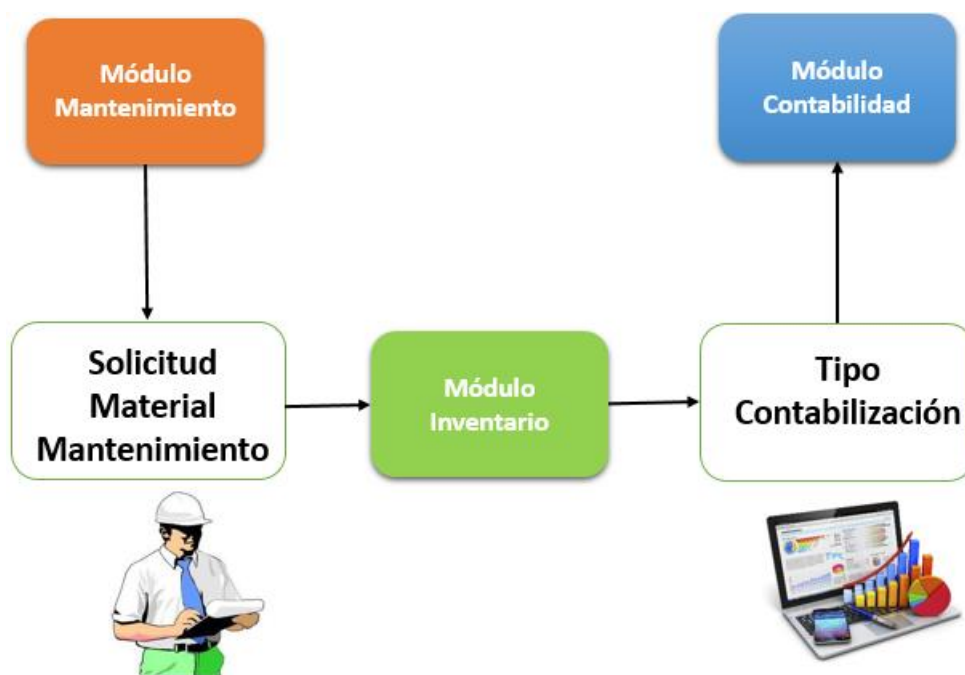 Módulo
Mantenimiento
Módulo
Contabilidad
Solicitud
Material
Mantenimiento
Módulo
Inventario
Tipo
Contabilización